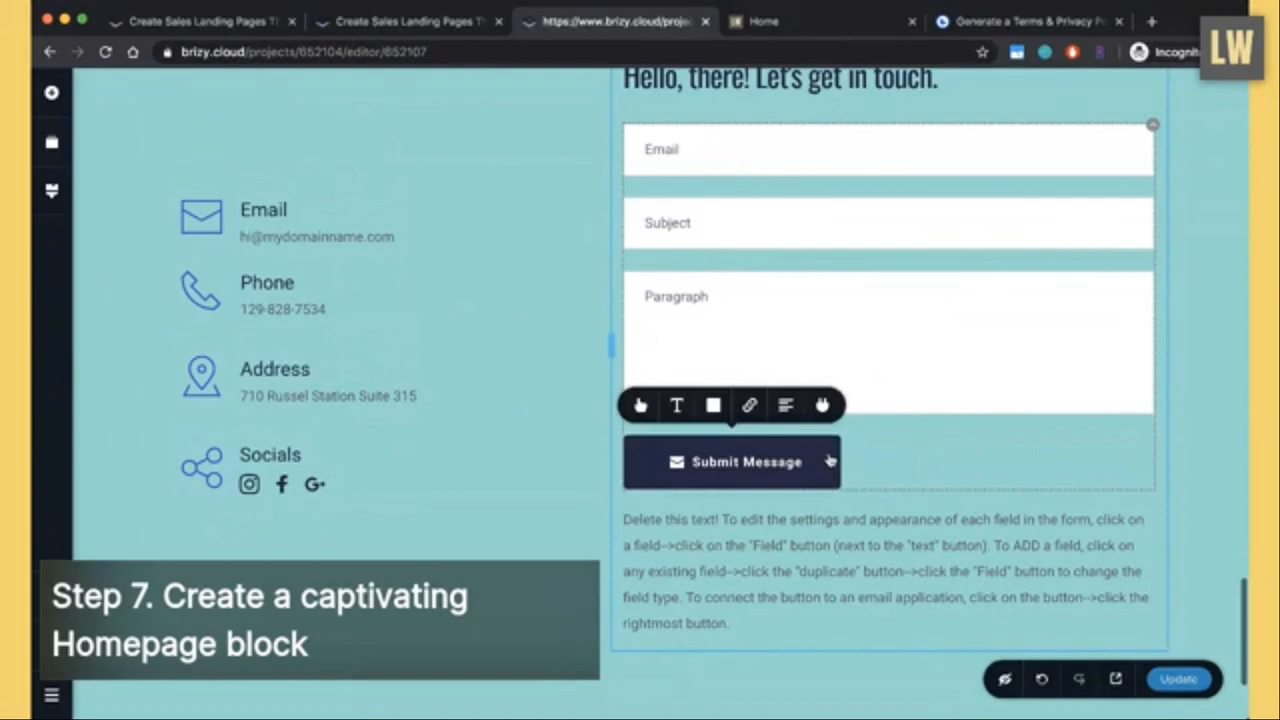 Create Sales Landing Pages T
Create Sales Landing Pages T
https://www.brizy.cloud/proje
Home
Generate a Terms & Privacy P
brizy.cloud/projects/652104/editor/652107
Incognit
LW
Hello, there! Let's get in touch.
Email
Subject
Paragraph
Submit Message
Email
hi@mydomainname.com
Phone
129-828-7534
Address
710 Russel Station Suite 315
Socials
Delete this text! To edit the settings and appearance of each field in the form, click on
a field-->click on the "Field" button (next to the "text" button). To ADD a field, click on
any existing field-->click the "duplicate" button-->click the "Field" button to change the
field type. To connect the button to an email application, click on the button-->click the
rightmost button.
Step 7. Create a captivating
Homepage block
Update